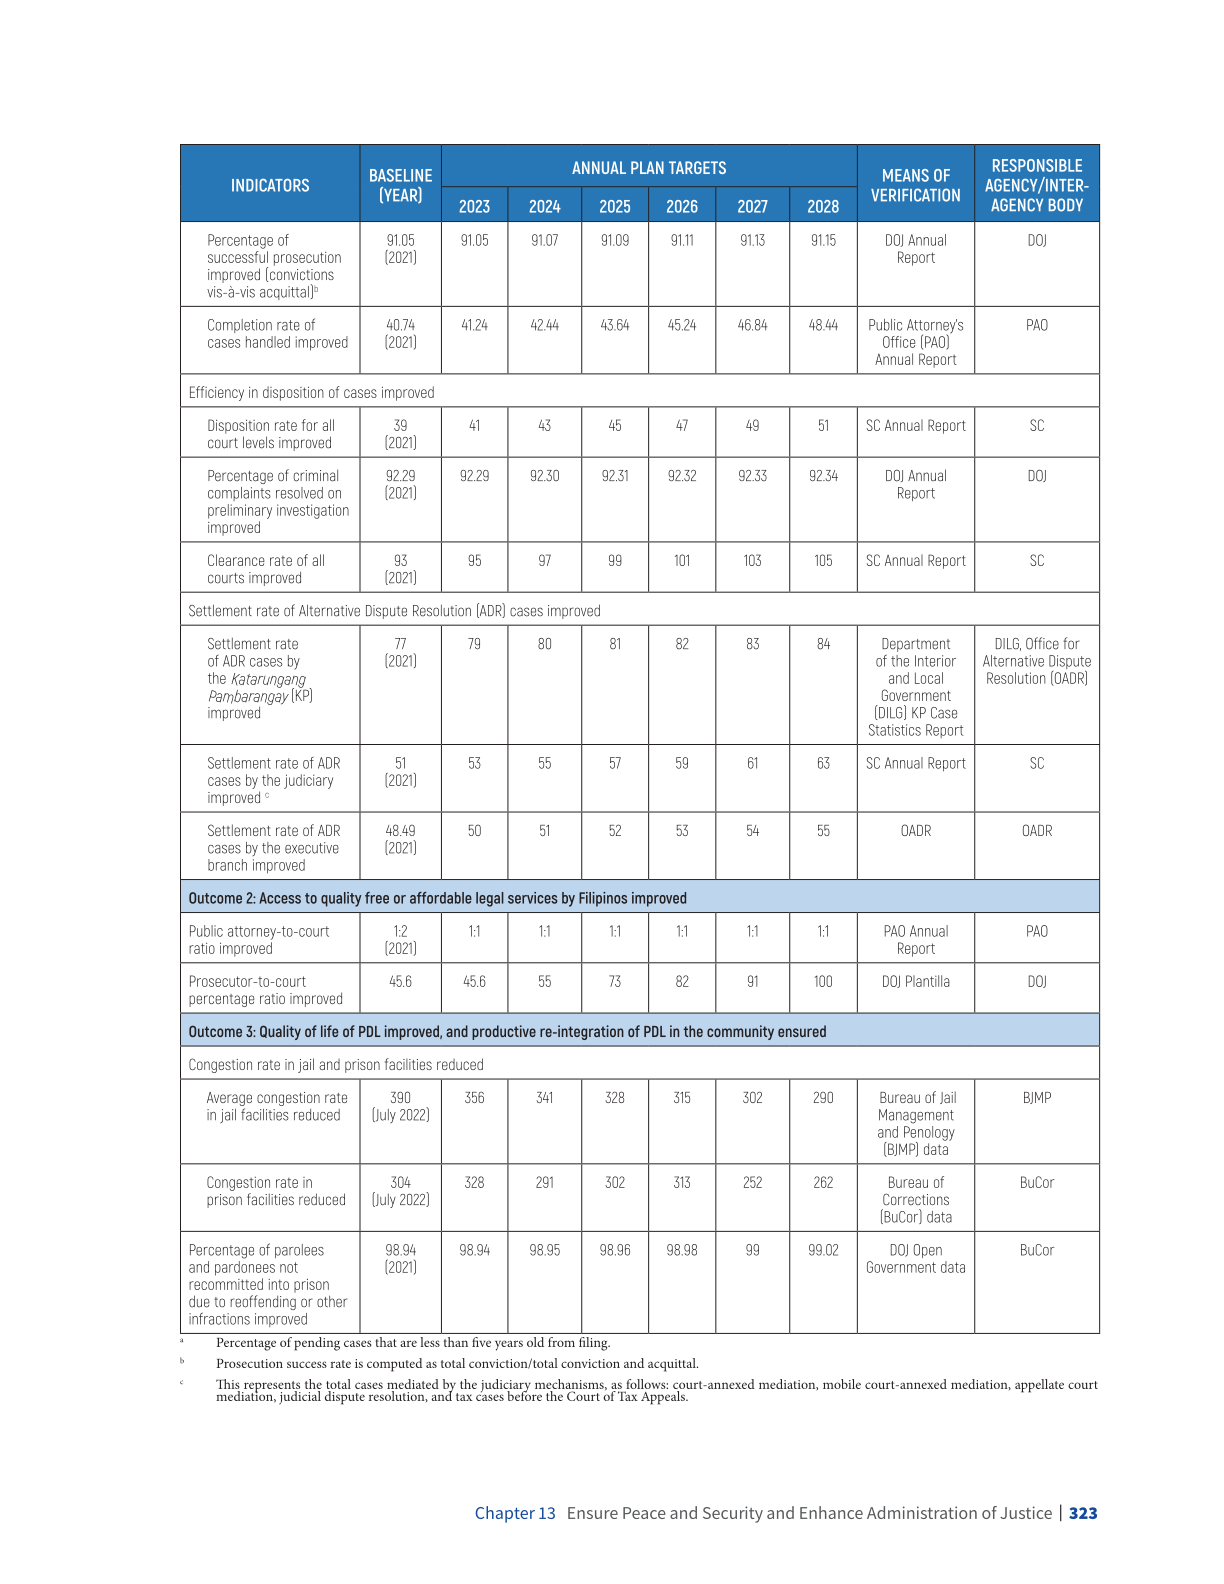 INDICATORS
BASELINE
(YEAR)
ANNUAL PLAN TARGETS
2023 2024 2025 2026 2027 2028
MEANS OF
VERIFICATION
RESPONSIBLE
AGENCY/INTER-
AGENCY BODY
Percentage of
successful prosecution
improved (convictions
vis-à-vis acquittal)b
91.05
(2021)
91.05 91.07 91.09 91.11 91.13 91.15
DOJ Annual
Report
DOJ
Completion rate of
cases handled improved
40.74
(2021)
41.24 42.44 43.64 45.24 46.84 48.44
Public Attorney's
Office (PAO)
Annual Report
PAO
Efficiency in disposition of cases improved
Disposition rate for all
court levels improved
39
(2021)
41 43 45 47 49 51
SC Annual Report
SC
Percentage of criminal
complaints resolved on
preliminary investigation
improved
92.29
(2021)
92.29 92.30 92.31 92.32 92.33 92.34
DOJ Annual
Report
DOJ
Clearance rate of all
courts improved
93
(2021)
95 97 99 101 103 105
SC Annual Report
SC
Settlement rate of Alternative Dispute Resolution (ADR) cases improved
Settlement rate
of ADR cases by
the Katarungang
Pambarangay (KP)
improved
77
(2021)
79 80 81 82 83 84
Department
of the Interior
and Local
Government
(DILG) KP Case
Statistics Report
DILG, Office for
Alternative Dispute
Resolution (OADR)
Settlement rate of ADR
cases by the judiciary
improved c
51
(2021)
53 55 57 59 61 63
SC Annual Report
SC
Settlement rate of ADR
cases by the executive
branch improved
48.49
(2021)
50 51 52 53 54 55
OADR
OADR
Outcome 2: Access to quality free or affordable legal services by Filipinos improved
Public attorney-to-court
ratio improved
1:2
(2021)
1:1 1:1 1:1 1:1 1:1 1:1
PAO Annual
Report
PAO
Prosecutor-to-court
percentage ratio improved
45.6
45.6 55 73 82 91 100
DOJ Plantilla
DOJ
Outcome 3: Quality of life of PDL improved, and productive re-integration of PDL in the community ensured
Congestion rate in jail and prison facilities reduced
Average congestion rate
in jail facilities reduced
390
(July 2022)
356 341 328 315 302 290
Bureau of Jail
Management
and Penology
(BJMP) data
BJMP
Congestion rate in
prison facilities reduced
304
(July 2022)
328 291 302 313 252 262
Bureau of
Corrections
(BuCor) data
BuCor
Percentage of parolees
and pardonees not
recommitted into prison
due to reoffending or other
infractions improved
98.94
(2021)
98.94 98.95 98.96 98.98 99 99.02
DOJ Open
Government data
BuCor
a Percentage of pending cases that are less than five years old from filing.
b Prosecution success rate is computed as total conviction/total conviction and acquittal.
c This represents the total cases mediated by the judiciary mechanisms, as follows: court-annexed mediation, mobile court-annexed mediation, appellate court
mediation, judicial dispute resolution, and tax cases before the Court of Tax Appeals.
Chapter 13 Ensure Peace and Security and Enhance Administration of Justice | 323